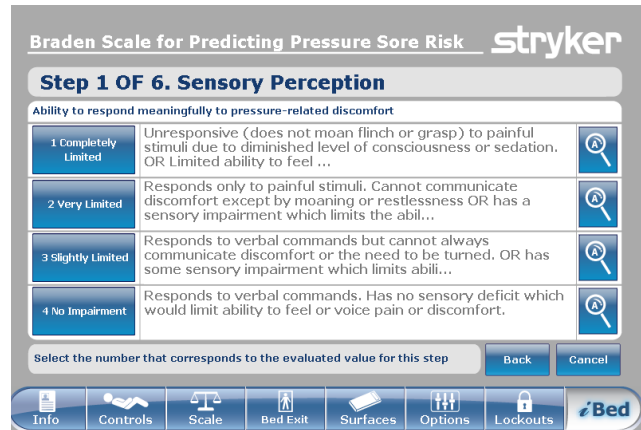 Braden Scale for Predicting Pressure Sore Risk
stryker
Step 1 OF 6. Sensory Perception
Ability to respond meaningfully to pressure-related discomfort
1 Completely
Limited
Unresponsive (does not moan flinch or grasp) to painful
stimuli due to diminished level of consciousness or sedation.
OR Limited ability to feel ...
A
2 Very Limited
Responds only to painful stimuli. Cannot communicate
discomfort except by moaning or restlessness OR has a
sensory impairment which limits the abil...
A
3 Slightly Limited
Responds to verbal commands but cannot always
communicate discomfort or the need to be turned. OR has
some sensory impairment which limits abili...
A
4 No Impairment
Responds to verbal commands. Has no sensory deficit which
would limit ability to feel or voice pain or discomfort.
A
Select the number that corresponds to the evaluated value for this step
Back
Cancel
Info
Controls
Scale
Bed Exit
Surfaces
Options
Lockouts
iBed